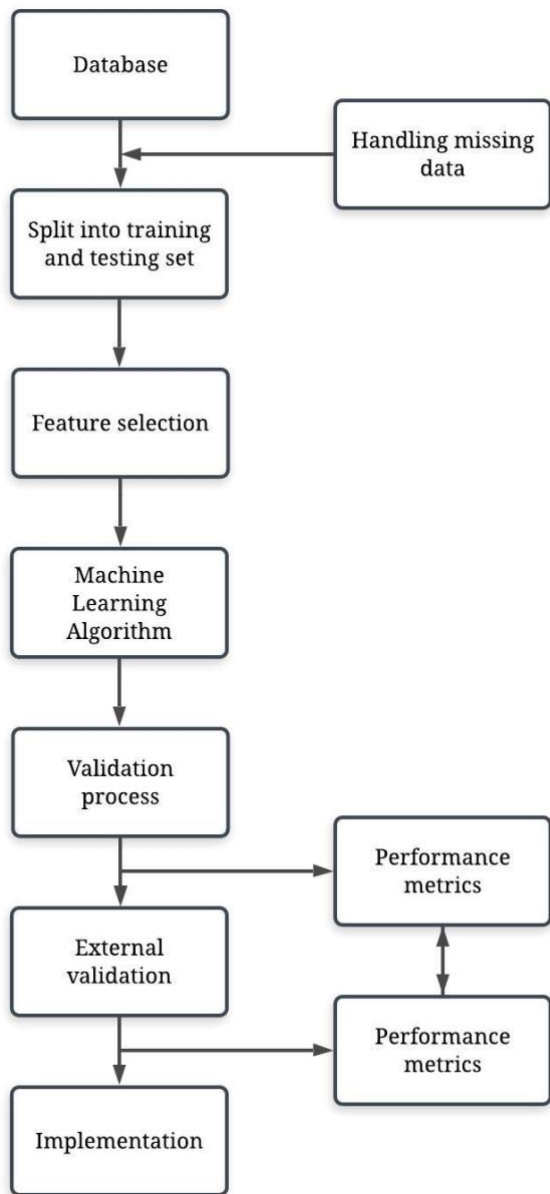 Database
Handling missing
data
Split into training
and testing set
Feature selection
Machine
Learning
Algorithm
Validation
process
Performance
metrics
External
validation
Performance
metrics
Implementation